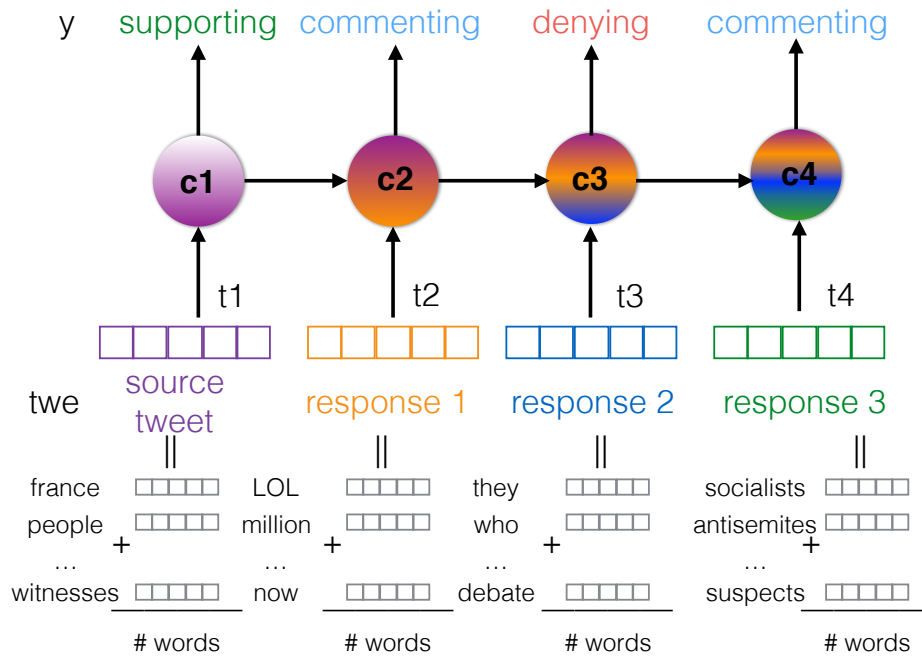 y supporting commenting denying commenting
c1 c2 c3 c4
t1 t2 t3 t4
twe source tweet response 1 response 2 response 3
|| || || ||
france LOL they socialists
people million who antisemites
+ + + +
... ... ... ...
witnesses now debate suspects
# words # words # words # words